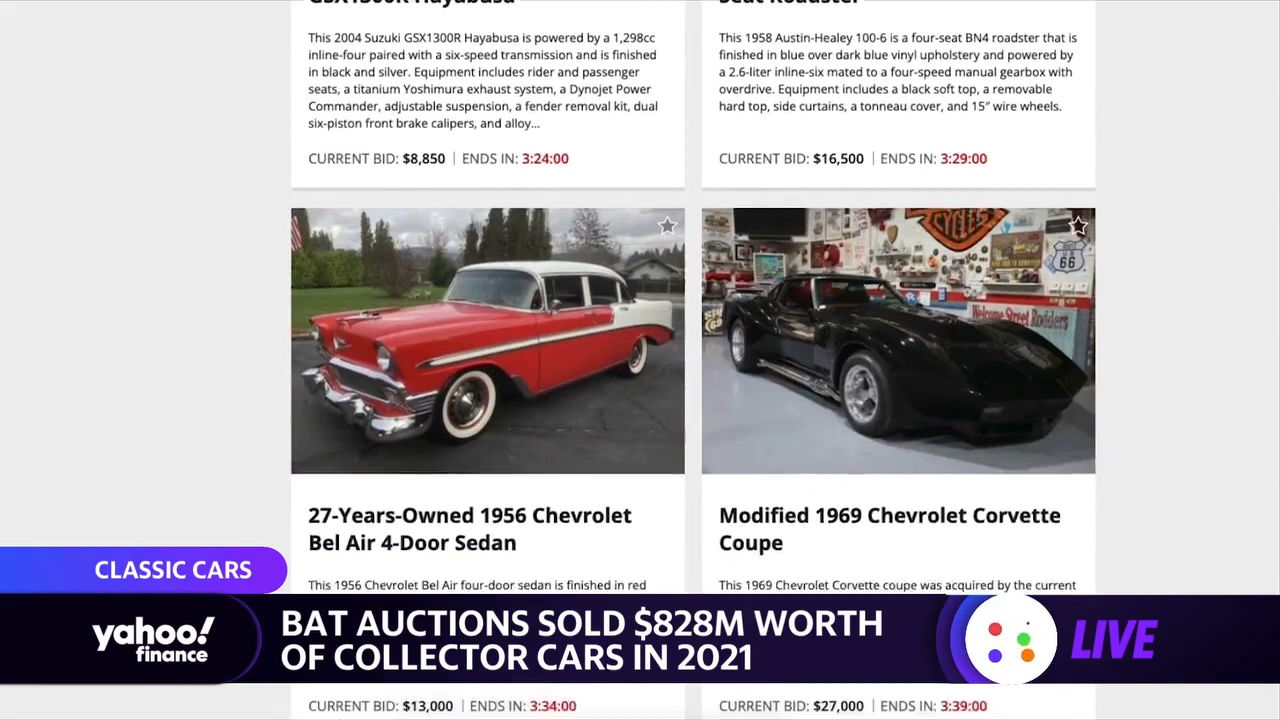 GSX1300R Hayabusa
This 2004 Suzuki GSX1300R Hayabusa is powered by a 1,298cc
inline-four paired with a six-speed transmission and is finished
in black and silver. Equipment includes rider and passenger
seats, a titanium Yoshimura exhaust system, a Dynojet Power
Commander, adjustable suspension, a fender removal kit, dual
six-piston front brake calipers, and alloy...
CURRENT BID: $8,850 | ENDS IN: 3:24:00
Seat Roadster
This 1958 Austin-Healey 100-6 is a four-seat BN4 roadster that is
finished in blue over dark blue vinyl upholstery and powered by
a 2.6-liter inline-six mated to a four-speed manual gearbox with
overdrive. Equipment includes a black soft top, a removable
hard top, side curtains, a tonneau cover, and 15″ wire wheels.
CURRENT BID: $16,500 | ENDS IN: 3:29:00
CYCLES
66
Welcome Street Rodders
27-Years-Owned 1956 Chevrolet
Bel Air 4-Door Sedan
This 1956 Chevrolet Bel Air four-door sedan is finished in red
CURRENT BID: $13,000 | ENDS IN: 3:34:00
Modified 1969 Chevrolet Corvette
Coupe
This 1969 Chevrolet Corvette coupe was acquired by the current
CURRENT BID: $27,000 | ENDS IN: 3:39:00
CLASSIC CARS
yahoo!
finance
BAT AUCTIONS SOLD $828M WORTH
OF COLLECTOR CARS IN 2021
LIVE